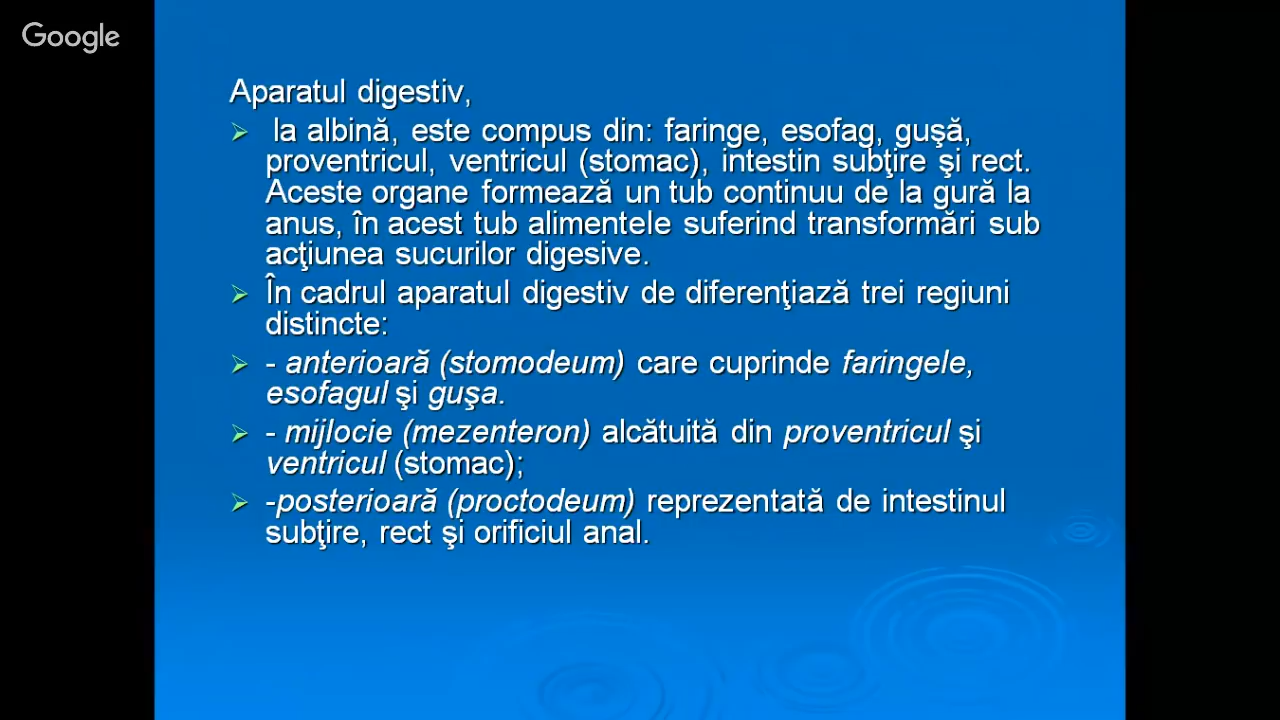 Google
Aparatul digestiv,
la albină, este compus din: faringe, esofag, guşă,
proventricul, ventricul (stomac), intestin subţire şi rect.
Aceste organe formează un tub continuu de la gură la
anus, în acest tub alimentele suferind transformări sub
acţiunea sucurilor digesive.
În cadrul aparatul digestiv de diferenţiază trei regiuni
distincte:
- anterioară (stomodeum) care cuprinde faringele,
esofagul şi guşa.
- mijlocie (mezenteron) alcătuită din proventricul şi
ventricul (stomac);
-posterioară (proctodeum) reprezentată de intestinul
subţire, rect şi orificiul anal.